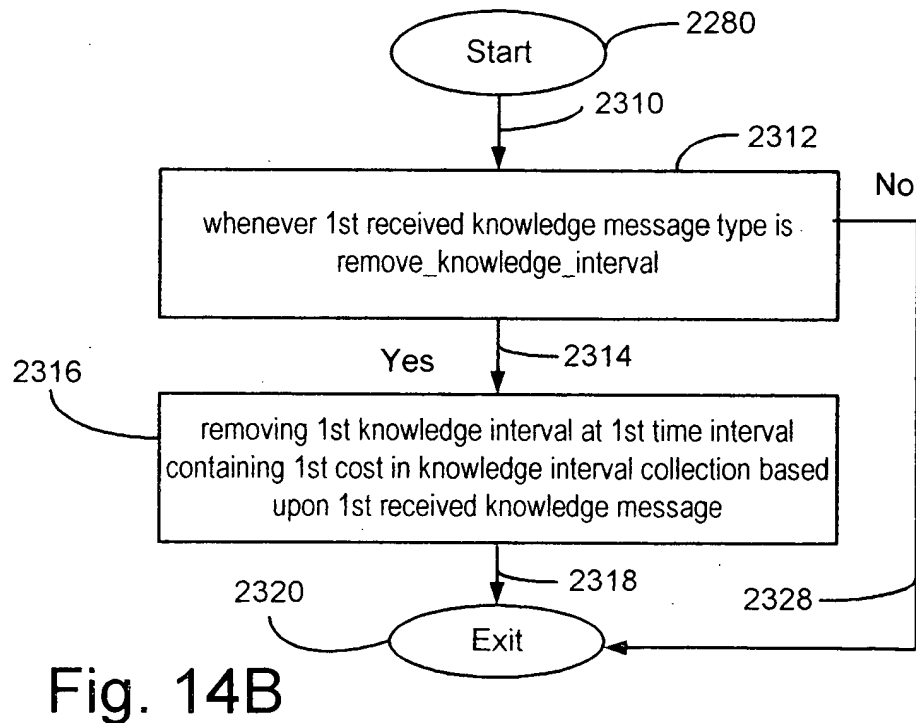 2280
Start
2310
2312
No
whenever 1st received knowledge message type is
remove_knowledge_interval
Yes
2314
2316
removing 1st knowledge interval at 1st time interval
containing 1st cost in knowledge interval collection based
upon 1st received knowledge message
2318
2320
2328
Exit
Fig. 14B